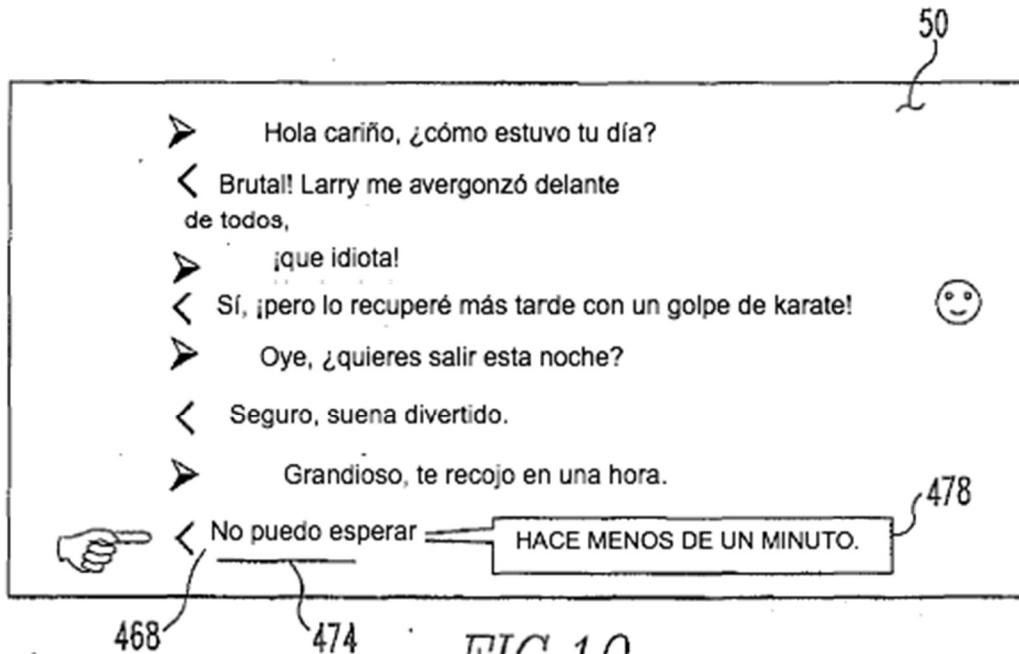 50
Hola cariño, ¿cómo estuvo tu día?
Brutal! Larry me avergonzó delante
de todos,
¡que idiota!
Sí, ¡pero lo recuperé más tarde con un golpe de karate!
Oye, ¿quieres salir esta noche?
Seguro, suena divertido.
Grandioso, te recojo en una hora.
478
No puedo esperar
HACE MENOS DE UN MINUTO.
468
474